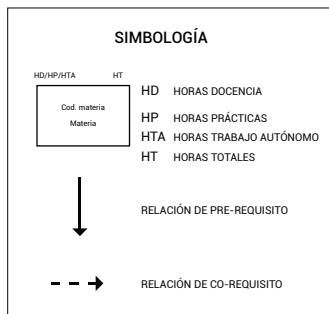 SIMBOLOGÍA
HD/HP/HTA HT
Cod. materia
Materia
HD HORAS DOCENCIA
HP HORAS PRÁCTICAS
HTA HORAS TRABAJO AUTÓNOMO
HT HORAS TOTALES
RELACIÓN DE PRE-REQUISITO
RELACIÓN DE CO-REQUISITO